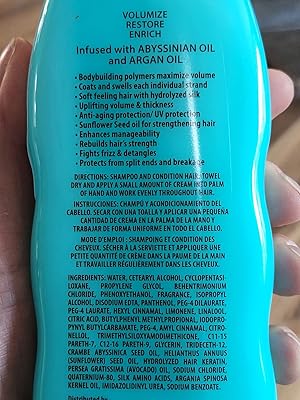 VOLUMIZE
RESTORE
ENRICH
Infused with ABYSSINIAN OIL
and ARGAN OIL
• Bodybuilding polymers maximize volume
• Coats and swells each individual strand
• Soft feeling hair with hydrolyzed silk
• Uplifting volume & thickness
• Anti-aging protection/ UV protection
• Sunflower Seed oil for strengthening hair
• Enhances manageability
• Rebuilds hair's strength
• Fights frizz & detangles
• Protects from split ends and breakage
DIRECTIONS: SHAMPOO AND CONDITION HAIR. TOWEL
DRY AND APPLY A SMALL AMOUNT OF CREAM INTO PALM
OF HAND AND WORK EVENLY THROUGHOUT HAIR.
INSTRUCCIONES: CHAMPÚ Y ACONDICIONAMIENTO DEL
CABELLO. SECAR CON UNA TOALLA Y APLICAR UNA PEQUEÑA
CANTIDAD DE CREMA EN LA PALMA DE LA MANO Y
TRABAJAR DE FORMA UNIFORME EN TODO EL CABELLO.
MODE D'EMPLOI : SHAMPOOING ET CONDITION DES
CHEVEUX. SÉCHER À LA SERVIETTE ET APPLIQUER UNE
PETITE QUANTITÉ DE CRÈME DANS LA PAUME DE LA MAIN
ET TRAVAILLER RÉGULIÈREMENT DANS LES CHEVEUX.
INGREDIENTS: WATER, CETEARYL ALCOHOL, CYCLOPENTASI-
LOXANE, PROPYLENE GLYCOL, BEHENTRIMONIUM
CHLORIDE, PHENOXYETHANOL, FRAGRANCE, ISOPROPYL
ALCOHOL, DISODIUM EDTA, PANTHENOL, PEG-4 DILAURATE,
PEG-4 LAURATE, HEXYL CINNAMAL, LIMONENE, LINALOOL,
CITRIC ACID, BUTYLPHENYL METHYLPROPIONAL, IODOPRO-
PYNYL BUTYLCARBAMATE, PEG-4, AMYL CINNAMAL, CITRO-
NELLOL, TRIMETHYLSILOXYAMODIMETHICONE, C11-15
PARETH-7, C12-16 PARETH-9, GLYCERIN, TRIDECETH-12,
CRAMBE ABYSSINICA SEED OIL, HELIANTHUS ANNUUS
(SUNFLOWER) SEED OIL, HYDROLYZED HAIR KERATIN,
PERSEA GRATISSIMA (AVOCADO) OIL, SODIUM CHLORIDE,
QUATERNIUM-80, SILK AMINO ACIDS, ARGANIA SPINOSA
KERNEL OIL, IMIDAZOLIDINYL UREA, SODIUM BENZOATE.
Distributed by